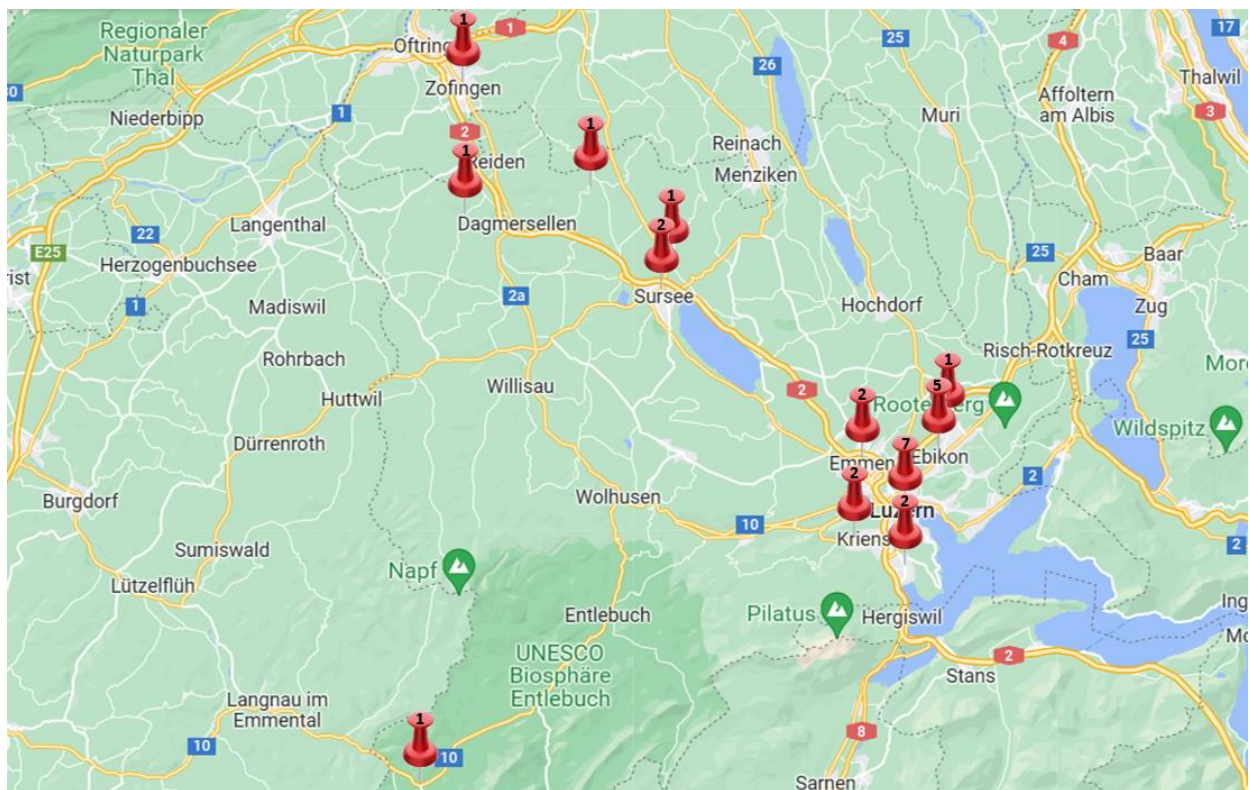 Regionaler
Naturpark
Thal
1
Oftring
1
25
4
17
Thalwil
26
Zofingen
Affoltern
am Albis
3
30
Niederbipp
1
2
1
Muri
Reinach
Menziken
1
Reiden
1
Langenthal
Dagmersellen
2
22
E25
Herzogenbuchsee
rist
25
Baar
Cham
1
Madiswil
2a
Sursee
Hochdorf
Zug
25
Rohrbach
Risch-Rotkreuz
Huttwil
Willisau
2
1
5
2
Wildspitz
Dürrenroth
Emmen
7
Ebikon
Burgdorf
Wolhusen
2
2
2
Luzern
10
Kriens
2
Sumiswald
Napf
Lützelflüh
Entlebuch
Pilatus
Hergiswil
UNESCO
Biosphäre
Entlebuch
2
Stans
Langnau im
Emmental
1
10
10
8
Sarnen